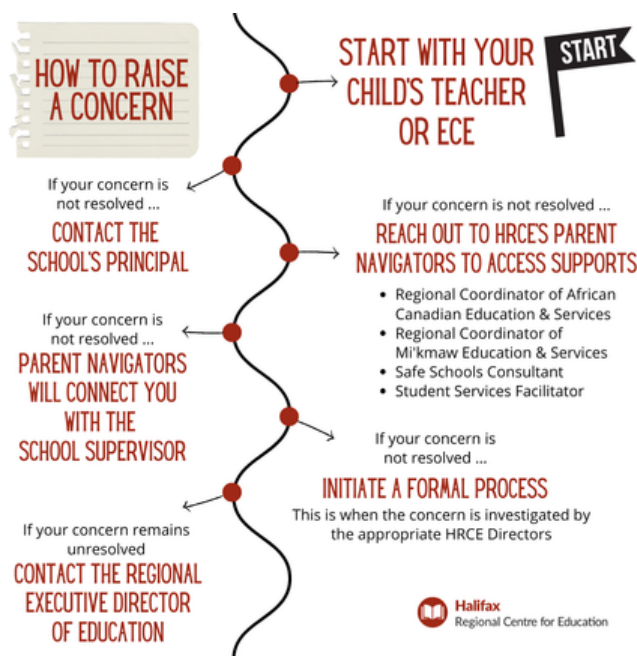 HOW TO RAISE
A CONCERN
START WITH YOUR
CHILD'S TEACHER
OR ECE
START
If your concern is
not resolved ...
CONTACT THE
SCHOOL'S PRINCIPAL
If your concern is not resolved ...
REACH OUT TO HRCE'S PARENT
NAVIGATORS TO ACCESS SUPPORTS
• Regional Coordinator of African
Canadian Education & Services
• Regional Coordinator of
Mi'kmaw Education & Services
• Safe Schools Consultant
• Student Services Facilitator
If your concern is
not resolved ...
PARENT NAVIGATORS
WILL CONNECT YOU
WITH THE
SCHOOL SUPERVISOR
If your concern is
not resolved ...
INITIATE A FORMAL PROCESS
This is when the concern is investigated by
the appropriate HRCE Directors
If your concern remains
unresolved
CONTACT THE REGIONAL
EXECUTIVE DIRECTOR
OF EDUCATION
Halifax
Regional Centre for Education